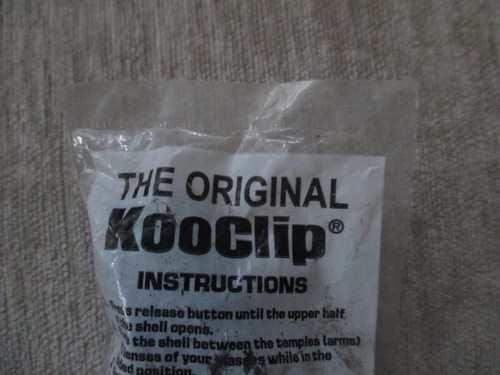 THE ORIGINAL
KooClip®
INSTRUCTIONS
release button until the upper half
shell opens.
the shell between the temples (arms)
lenses of your glasses while in the
position.